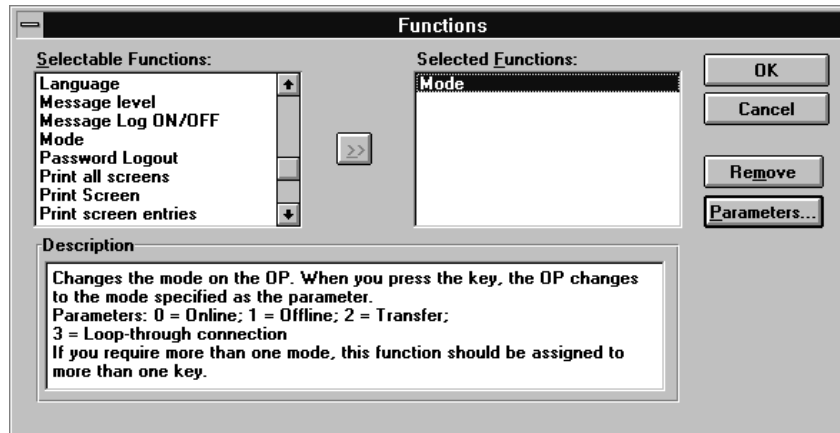 Functions
Selectable Functions:
Language
Message level
Message Log ON/OFF
Mode
Password Logout
Print all screens
Print Screen
Print screen entries
>>
Selected Functions:
Mode
OK
Cancel
Remove
Parameters...
Description
Changes the mode on the OP. When you press the key, the OP changes
to the mode specified as the parameter.
Parameters: 0 = Online; 1 = Offline; 2 = Transfer;
3 = Loop-through connection
If you require more than one mode, this function should be assigned to
more than one key.